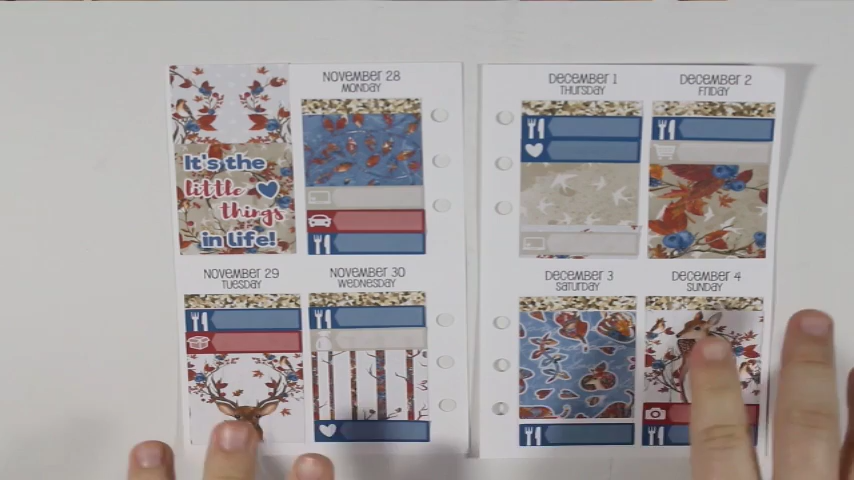 It's the
little
things
in life!
November 28
Monday
November 29
Tuesday
November 30
Wednesday
December 1
Thursday
December 2
Friday
December 3
Saturday
December 4
Sunday